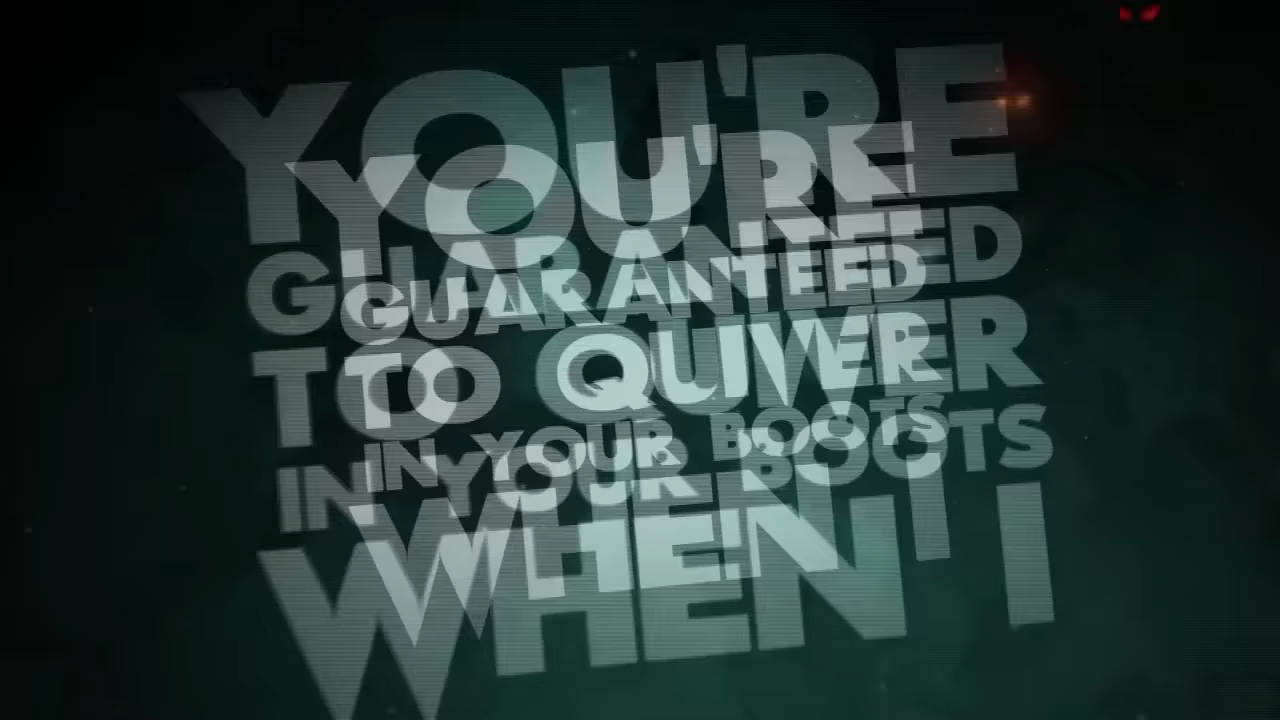 YOU'RE
GUARANTEED
TO QUIVER
IN YOUR BOOTS
WHEN I